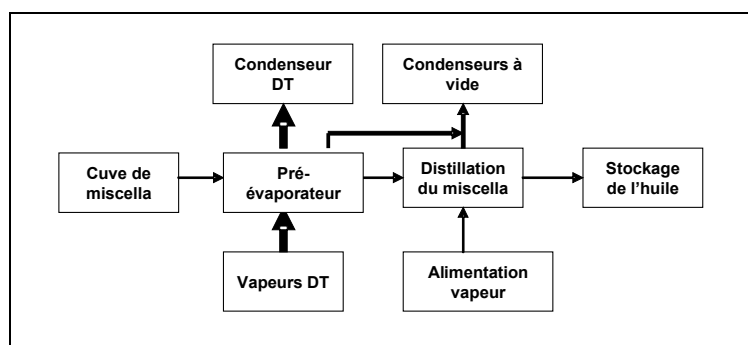 Condenseur
DT
Condenseurs à
vide
Cuve de
miscella
Pré-
évaporateur
Distillation
du miscella
Stockage
de l'huile
Vapeurs DT
Alimentation
vapeur